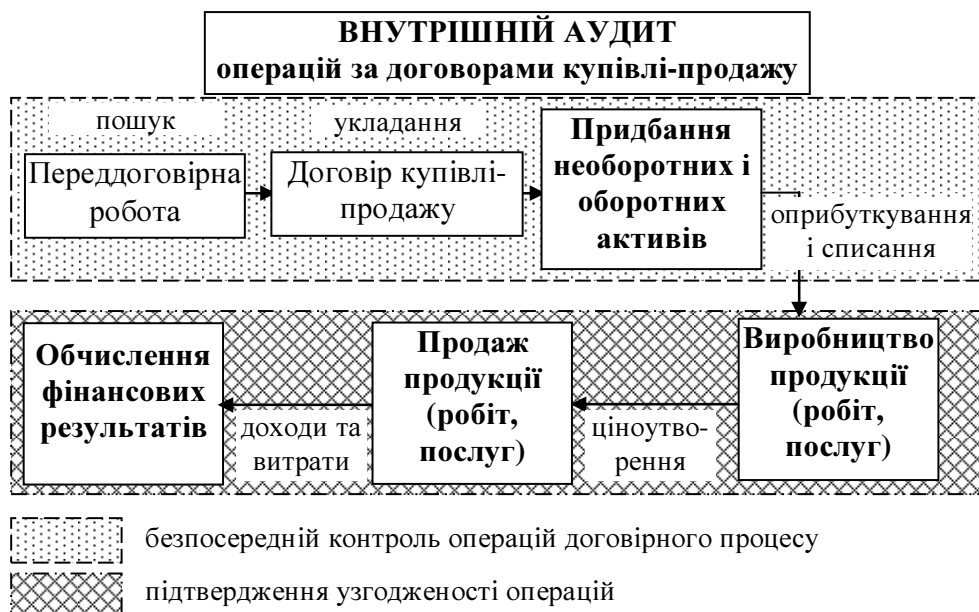 ВНУТРІШНІЙ АУДИТ
операцій за договорами купівлі-продажу
пошук
Переддоговірна
робота
укладання
Договір купівлі-
продажу
Придбання
необоротних і
оборотних
активів
оприбуткування
і списання
Обчислення
фінансових
результатів
доходи та
витрати
Продаж
продукції
(робіт,
послуг)
ціноутво-
рення
Виробництво
продукції
(робіт,
послуг)
безпосередній контроль операцій договірного процесу
підтвердження узгодженості операцій